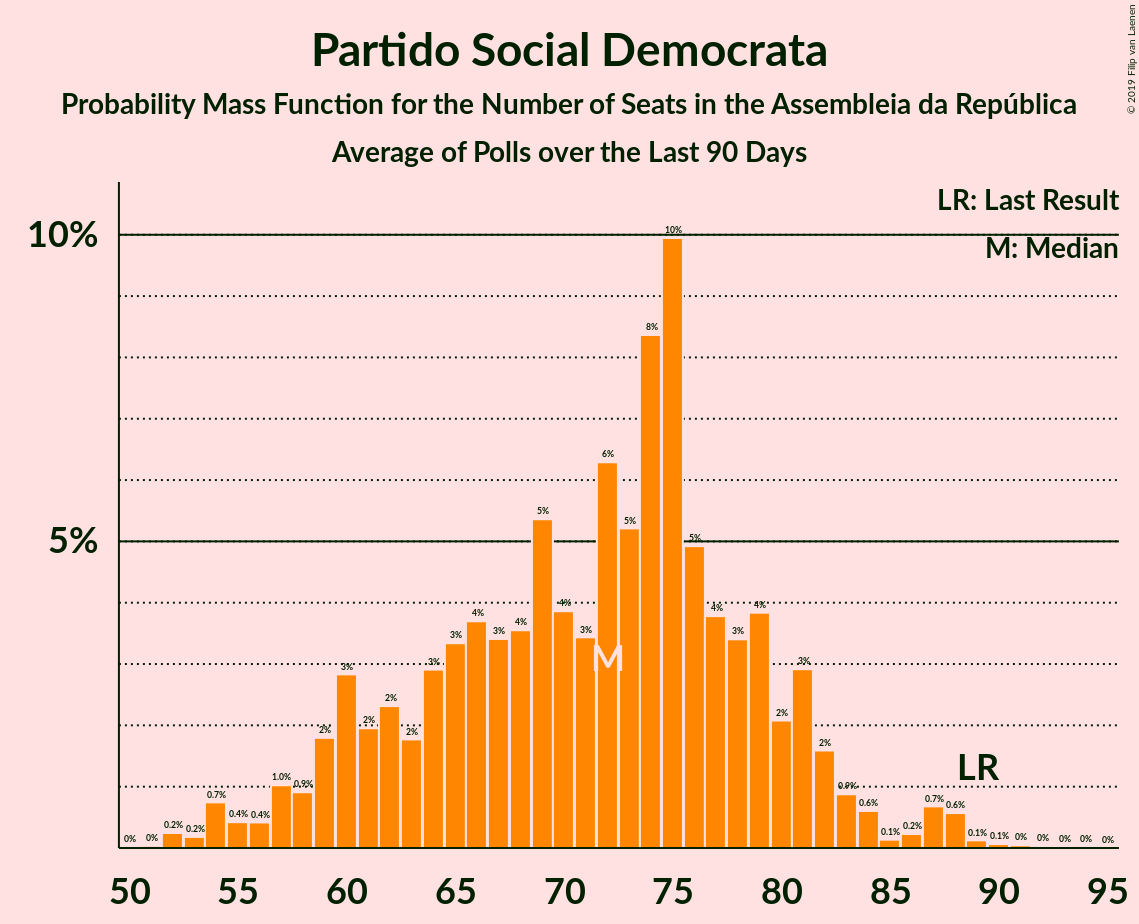 © 2019 Filip van Laenen
Partido Social Democrata
Probability Mass Function for the Number of Seats in the Assembleia da República
Average of Polls over the Last 90 Days
LR: Last Result
M: Median
10%
5%
0% 0% 0.2% 0.2% 0.7% 0.4% 0.4% 1.0% 0.9% 2% 3% 2% 2% 2% 3% 3% 4% 3% 4% 5% 4% 3% 6% 5% 8% 10% 5% 4% 3% 4% 2% 3% 2% 0.9% 0.6% 0.1% 0.2% 0.7% 0.6% 0.1% 0.1% 0% 0% 0% 0% 0%
M
LR
50 55 60 65 70 75 80 85 90 95